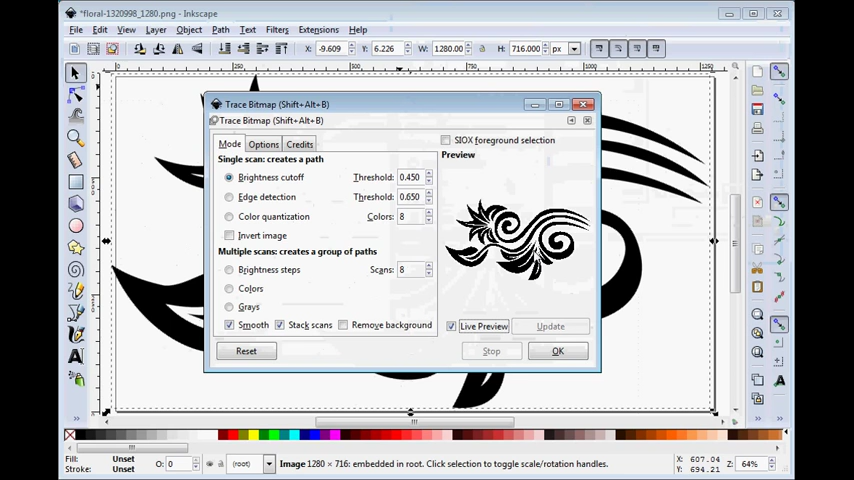 *floral-1320998_1280.png - Inkscape
File Edit View Layer Object Path Text Filters Extensions Help
X: -9.609 Y: 6.226 W: 1280.00 H: 716.000 px
250 750 1000 1250
Trace Bitmap (Shift+Alt+B)
Trace Bitmap (Shift+Alt+B)
Mode Options Credits
SIOX foreground selection
Single scan: creates a path
Preview
Brightness cutoff Threshold: 0.450
Edge detection Threshold: 0.650
Color quantization Colors: 8
Invert image
Multiple scans: creates a group of paths
Brightness steps Scans: 8
Colors
Grays
Smooth Stack scans Remove background
Live Preview Update
Reset Stop OK
Fill: Unset
Stroke: Unset
O: 0 (root) Image 1280 × 716: embedded in root. Click selection to toggle scale/rotation handles.
X: 607.04
Y: 694.21
Z: 64%